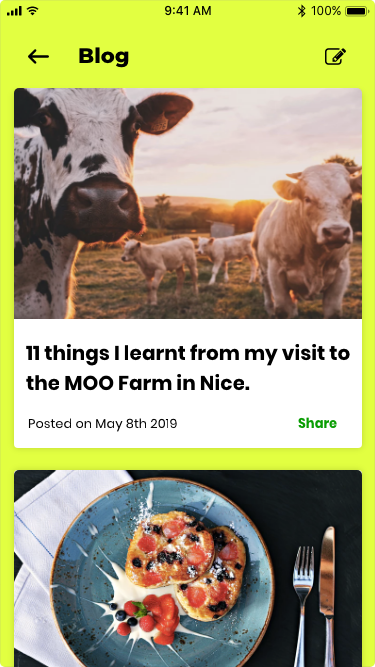 9:41 AM
100%
Blog
11 things I learnt from my visit to
the MOO Farm in Nice.
Posted on May 8th 2019
Share